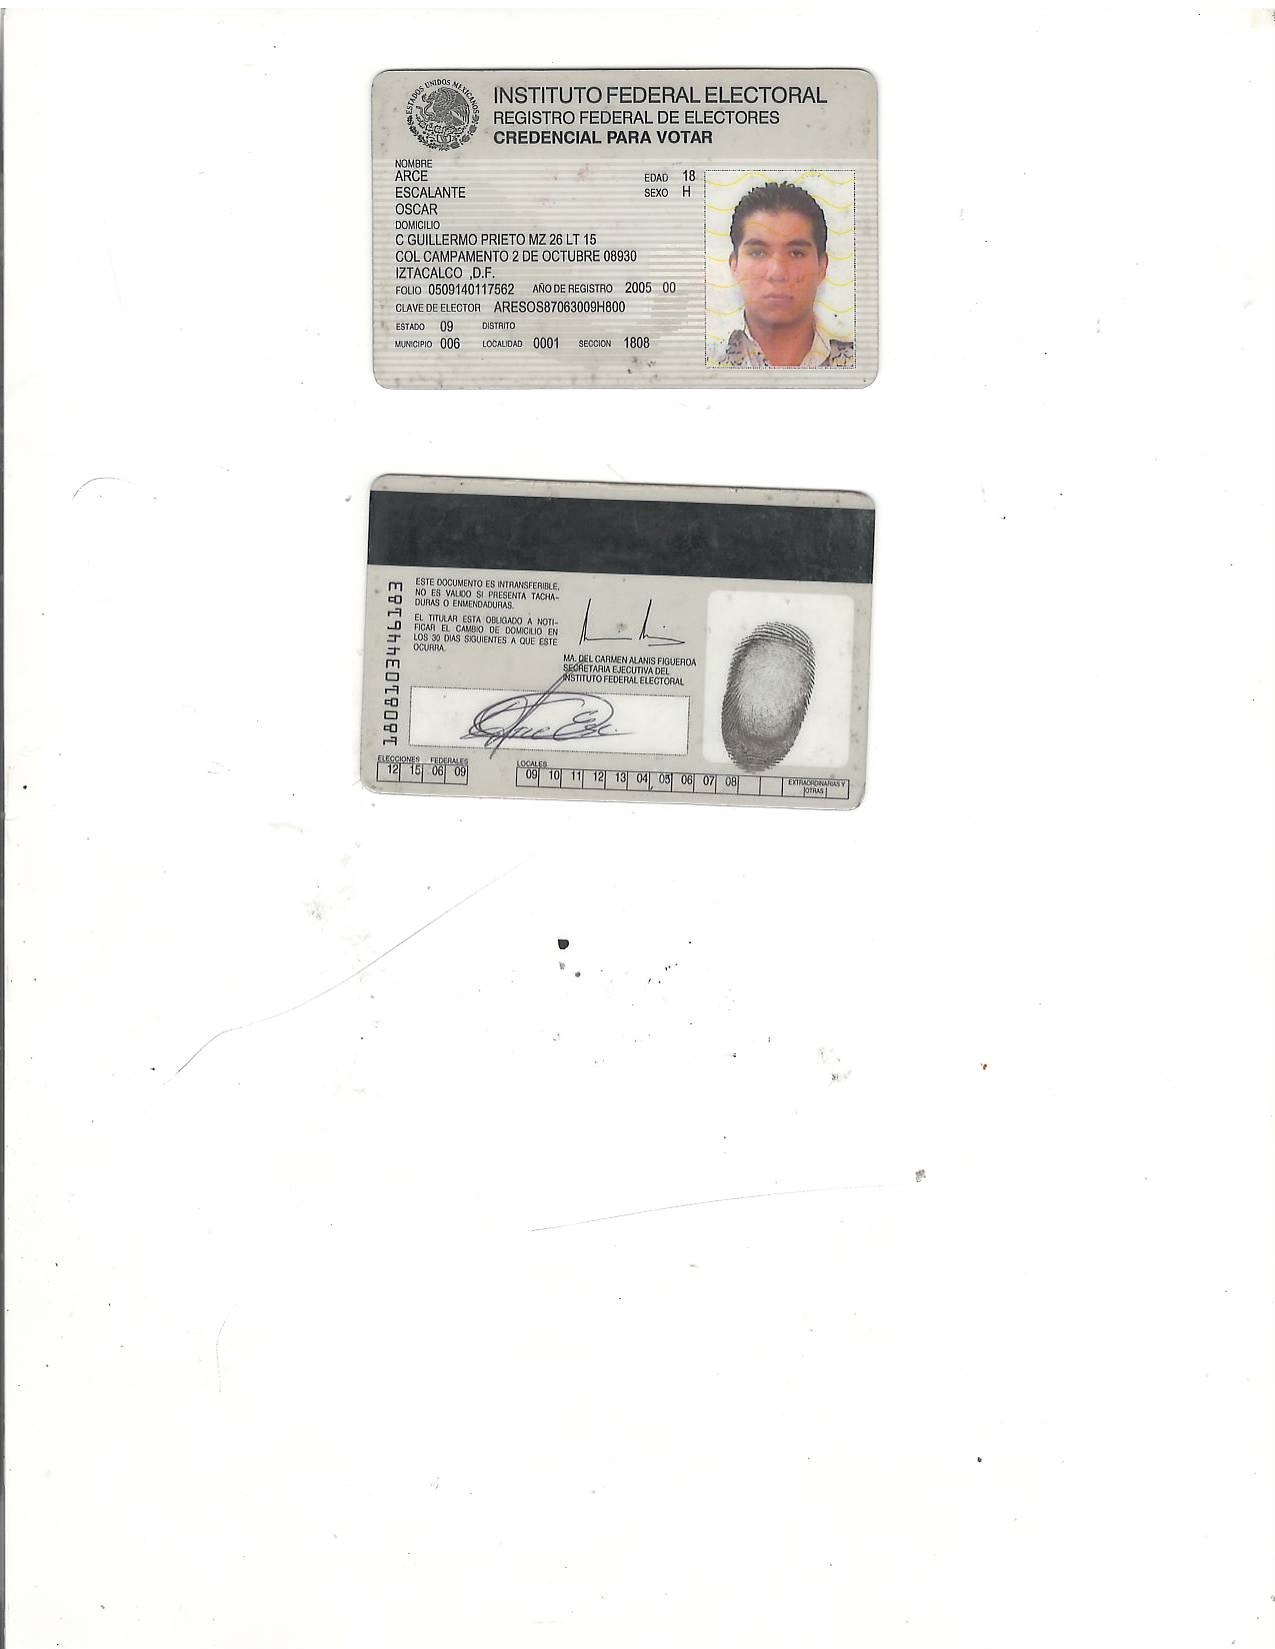 ESTADOS UNIDOS MEXICANOS
INSTITUTO FEDERAL ELECTORAL
REGISTRO FEDERAL DE ELECTORES
CREDENCIAL PARA VOTAR
NOMBRE
ARCE
ESCALANTE
OSCAR
EDAD 18
SEXO H
DOMICILIO
C GUILLERMO PRIETO MZ 26 LT 15
COL CAMPAMENTO 2 DE OCTUBRE 08930
IZTACALCO ,D.F.
FOLIO 0509140117562 AÑO DE REGISTRO 2005 00
CLAVE DE ELECTOR ARESOS87063009H800
ESTADO 09 DISTRITO
MUNICIPIO 006 LOCALIDAD 0001 SECCION 1808
ESTE DOCUMENTO ES INTRANSFERIBLE.
NO ES VALIDO SI PRESENTA TACHA-
DURAS O ENMENDADURAS.
EL TITULAR ESTA OBLIGADO A NOTI-
FICAR EL CAMBIO DE DOMICILIO EN
LOS 30 DIAS SIGUIENTES A QUE ESTE
OCURRA.
1808103446183
MA. DEL CARMEN ALANIS FIGUEROA
SECRETARIA EJECUTIVA DEL
INSTITUTO FEDERAL ELECTORAL
ELECCIONES FEDERALES
12 15 06 09
LOCALES
09 10 11 12 13 04 05 06 07 08
EXTRAORDINARIAS Y
OTRAS